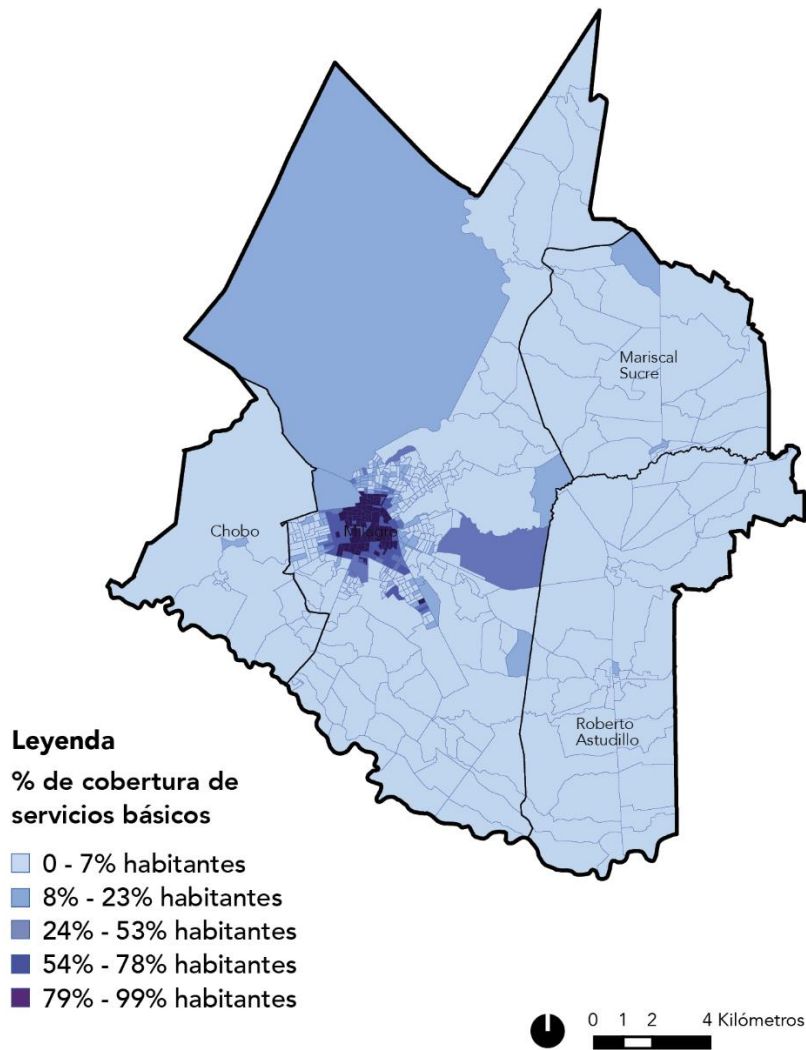 Mariscal
Sucre
Chobo
Milagro
Roberto
Astudillo
Leyenda
% de cobertura de
servicios básicos
0 - 7% habitantes
8% - 23% habitantes
24% - 53% habitantes
54% - 78% habitantes
79% - 99% habitantes
0 1 2 4 Kilómetros